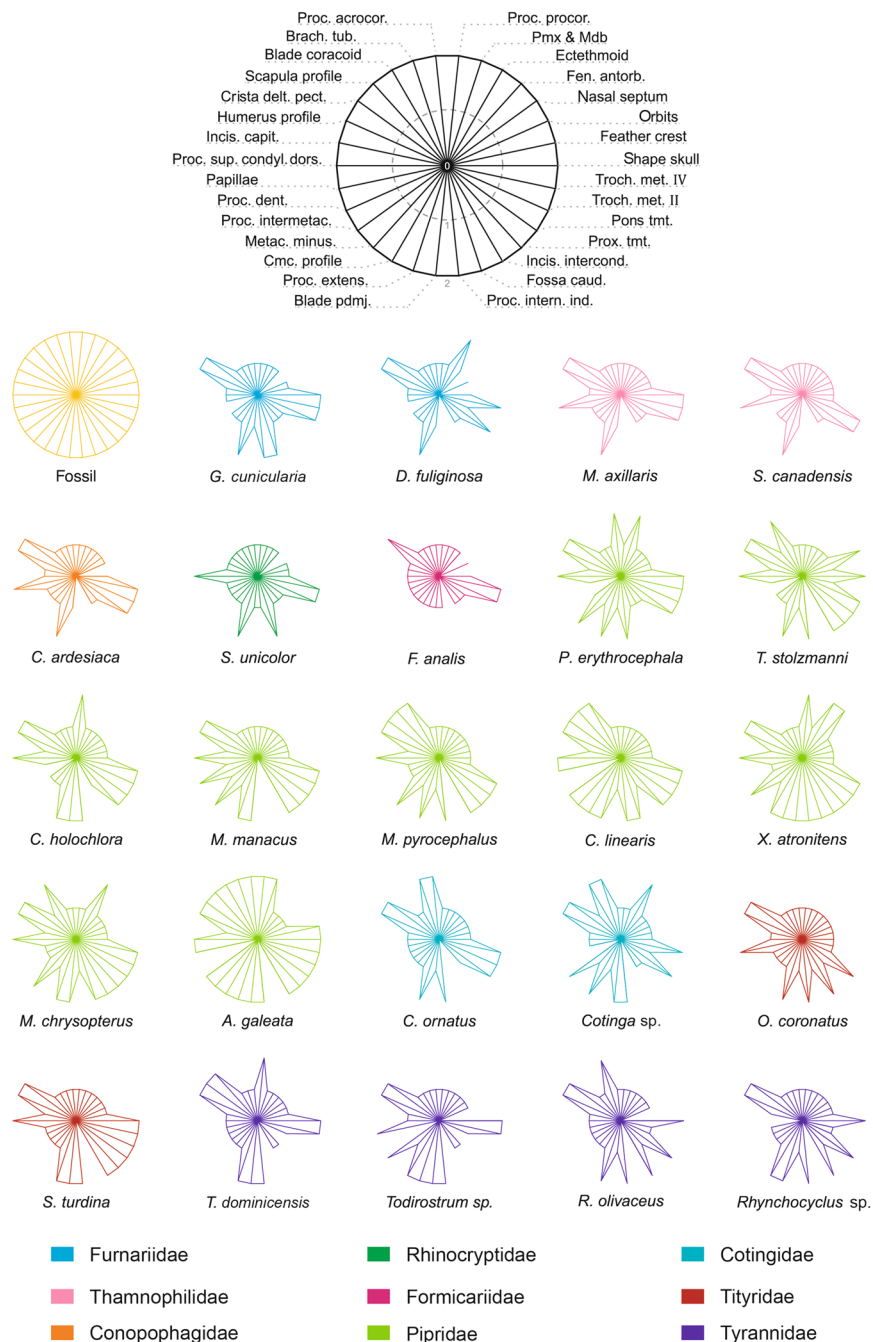 Proc. acrocor. Proc. procor.
Brach. tub. Pmx & Mdb
Blade coracoid Ectethmoid
Scapula profile Fen. antorb.
Crista delt. pect. Nasal septum
Humerus profile Orbits
Incis. capit. Feather crest
Proc. sup. condyl. dors. 0 Shape skull
Papillae Troch. met. IV
Proc. dent. Troch. met. II
Proc. intermetac. 1 Pons tmt.
Metac. minus. Prox. tmt.
Cmc. profile Incis. intercond.
Proc. extens. Fossa caud.
Blade pdmj. 2 Proc. intern. ind.
Fossil G. cunicularia D. fuliginosa M. axillaris S. canadensis
C. ardesiaca S. unicolor F. analis P. erythrocephala T. stolzmanni
C. holochlora M. manacus M. pyrocephalus C. linearis X. atronitens
M. chrysopterus A. galeata C. ornatus Cotinga sp. O. coronatus
S. turdina T. dominicensis Todirostrum sp. R. olivaceus Rhynchocyclus sp.
Furnariidae Rhinocryptidae Cotingidae
Thamnophilidae Formicariidae Tityridae
Conopophagidae Pipridae Tyrannidae